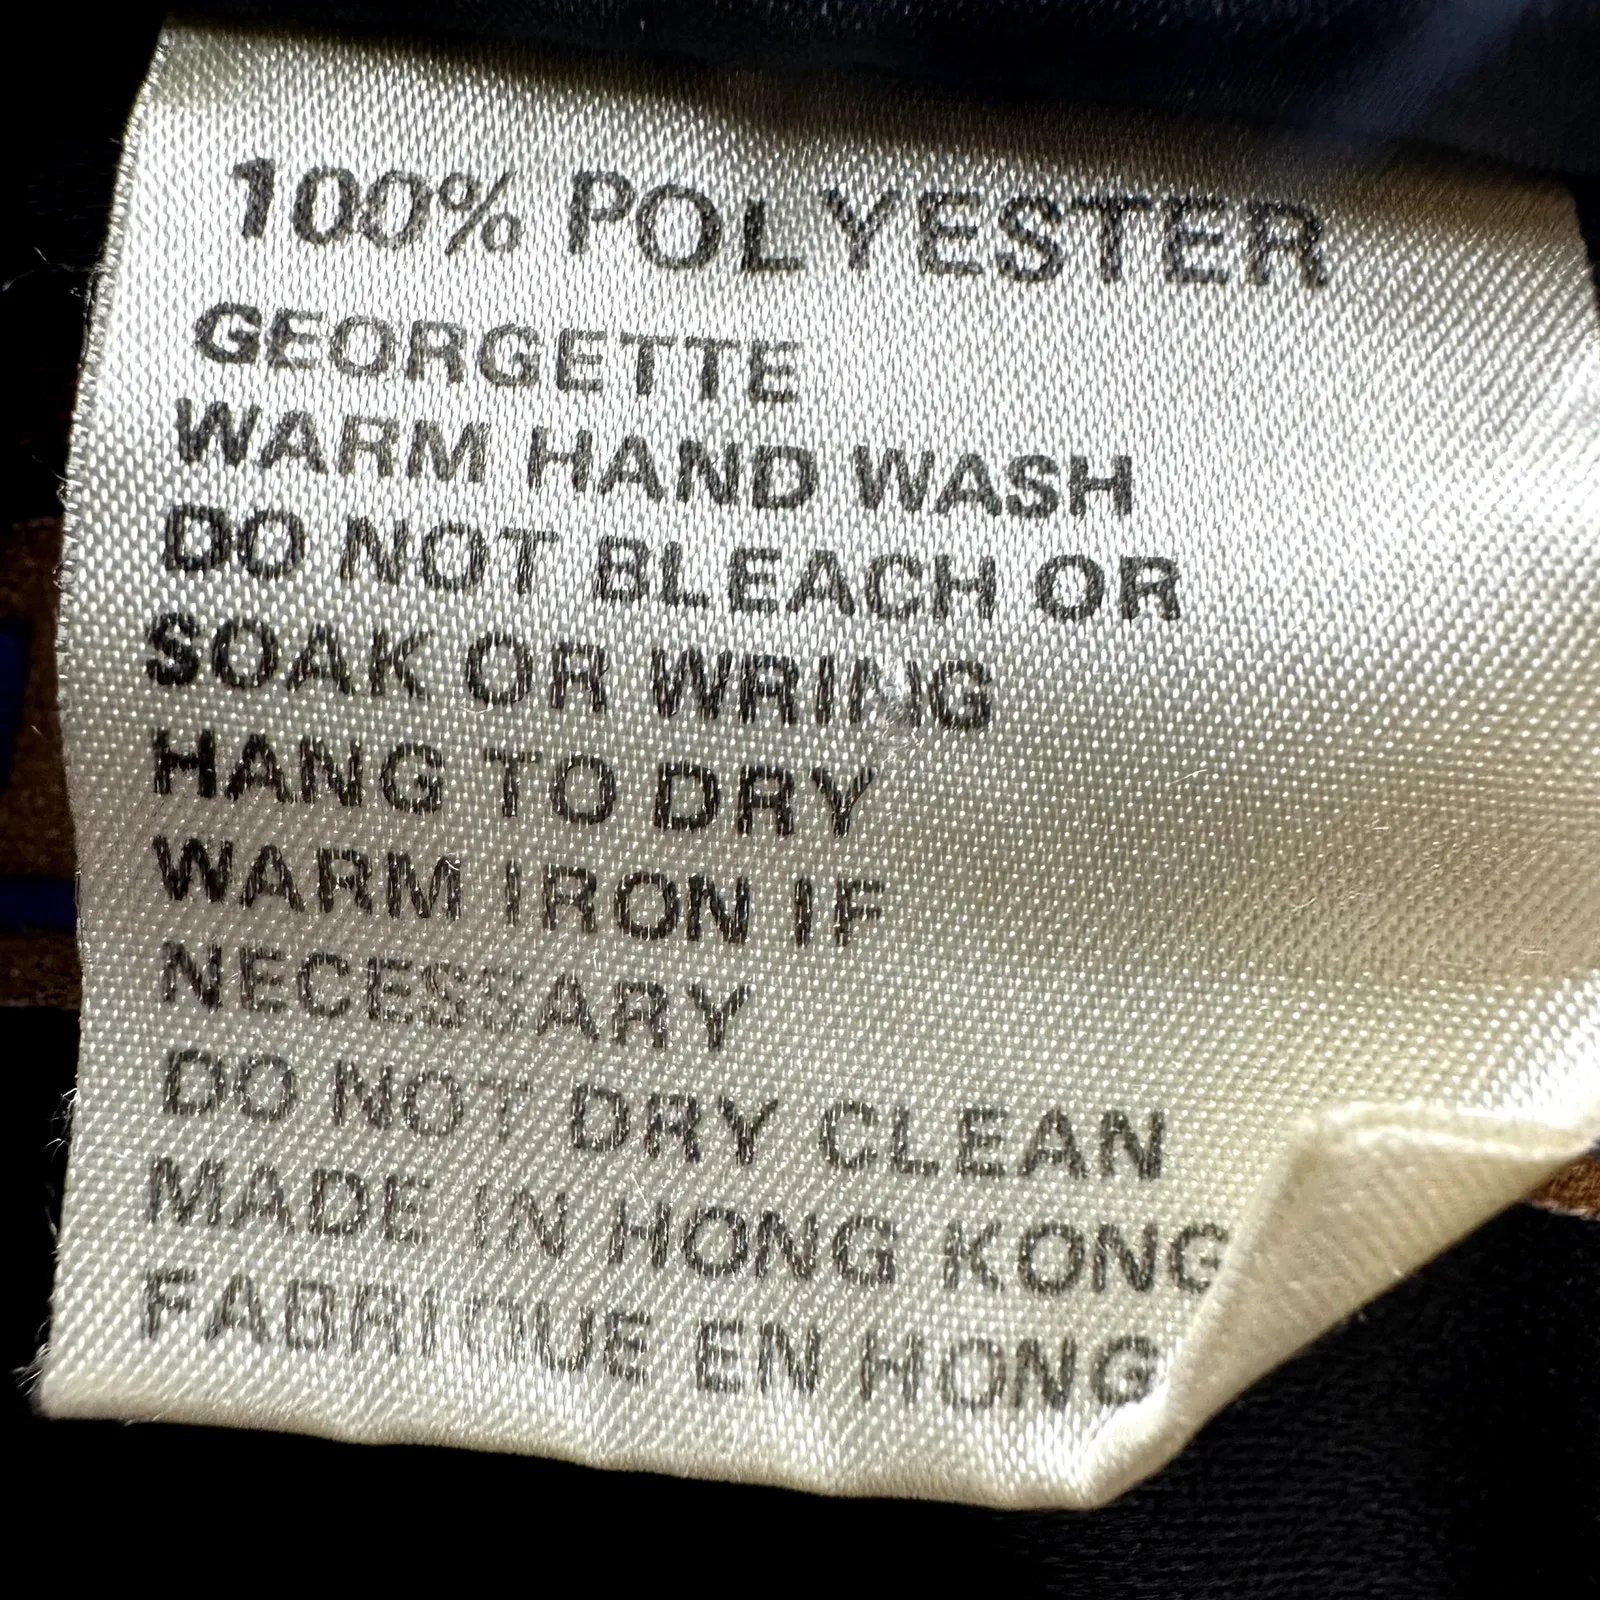 100% POLYESTER
GEORGETTE
WARM HAND WASH
DO NOT BLEACH OR
SOAK OR WRING
HANG TO DRY
WARM IRON IF
NECESSARY
DO NOT DRY CLEAN
MADE IN HONG KONG
FABRIQUE EN HONG